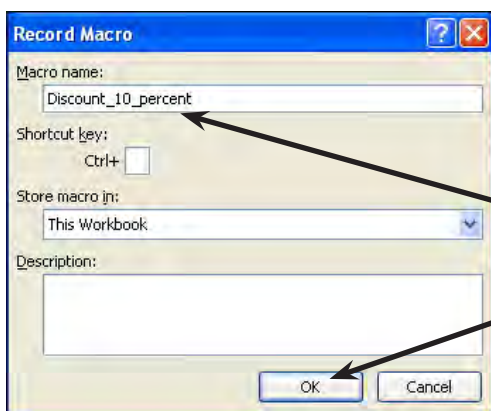 Record Macro
Macro name:
Discount_10_percent
Shortcut key:
Ctrl+
Store macro in:
This Workbook
Description:
OK Cancel